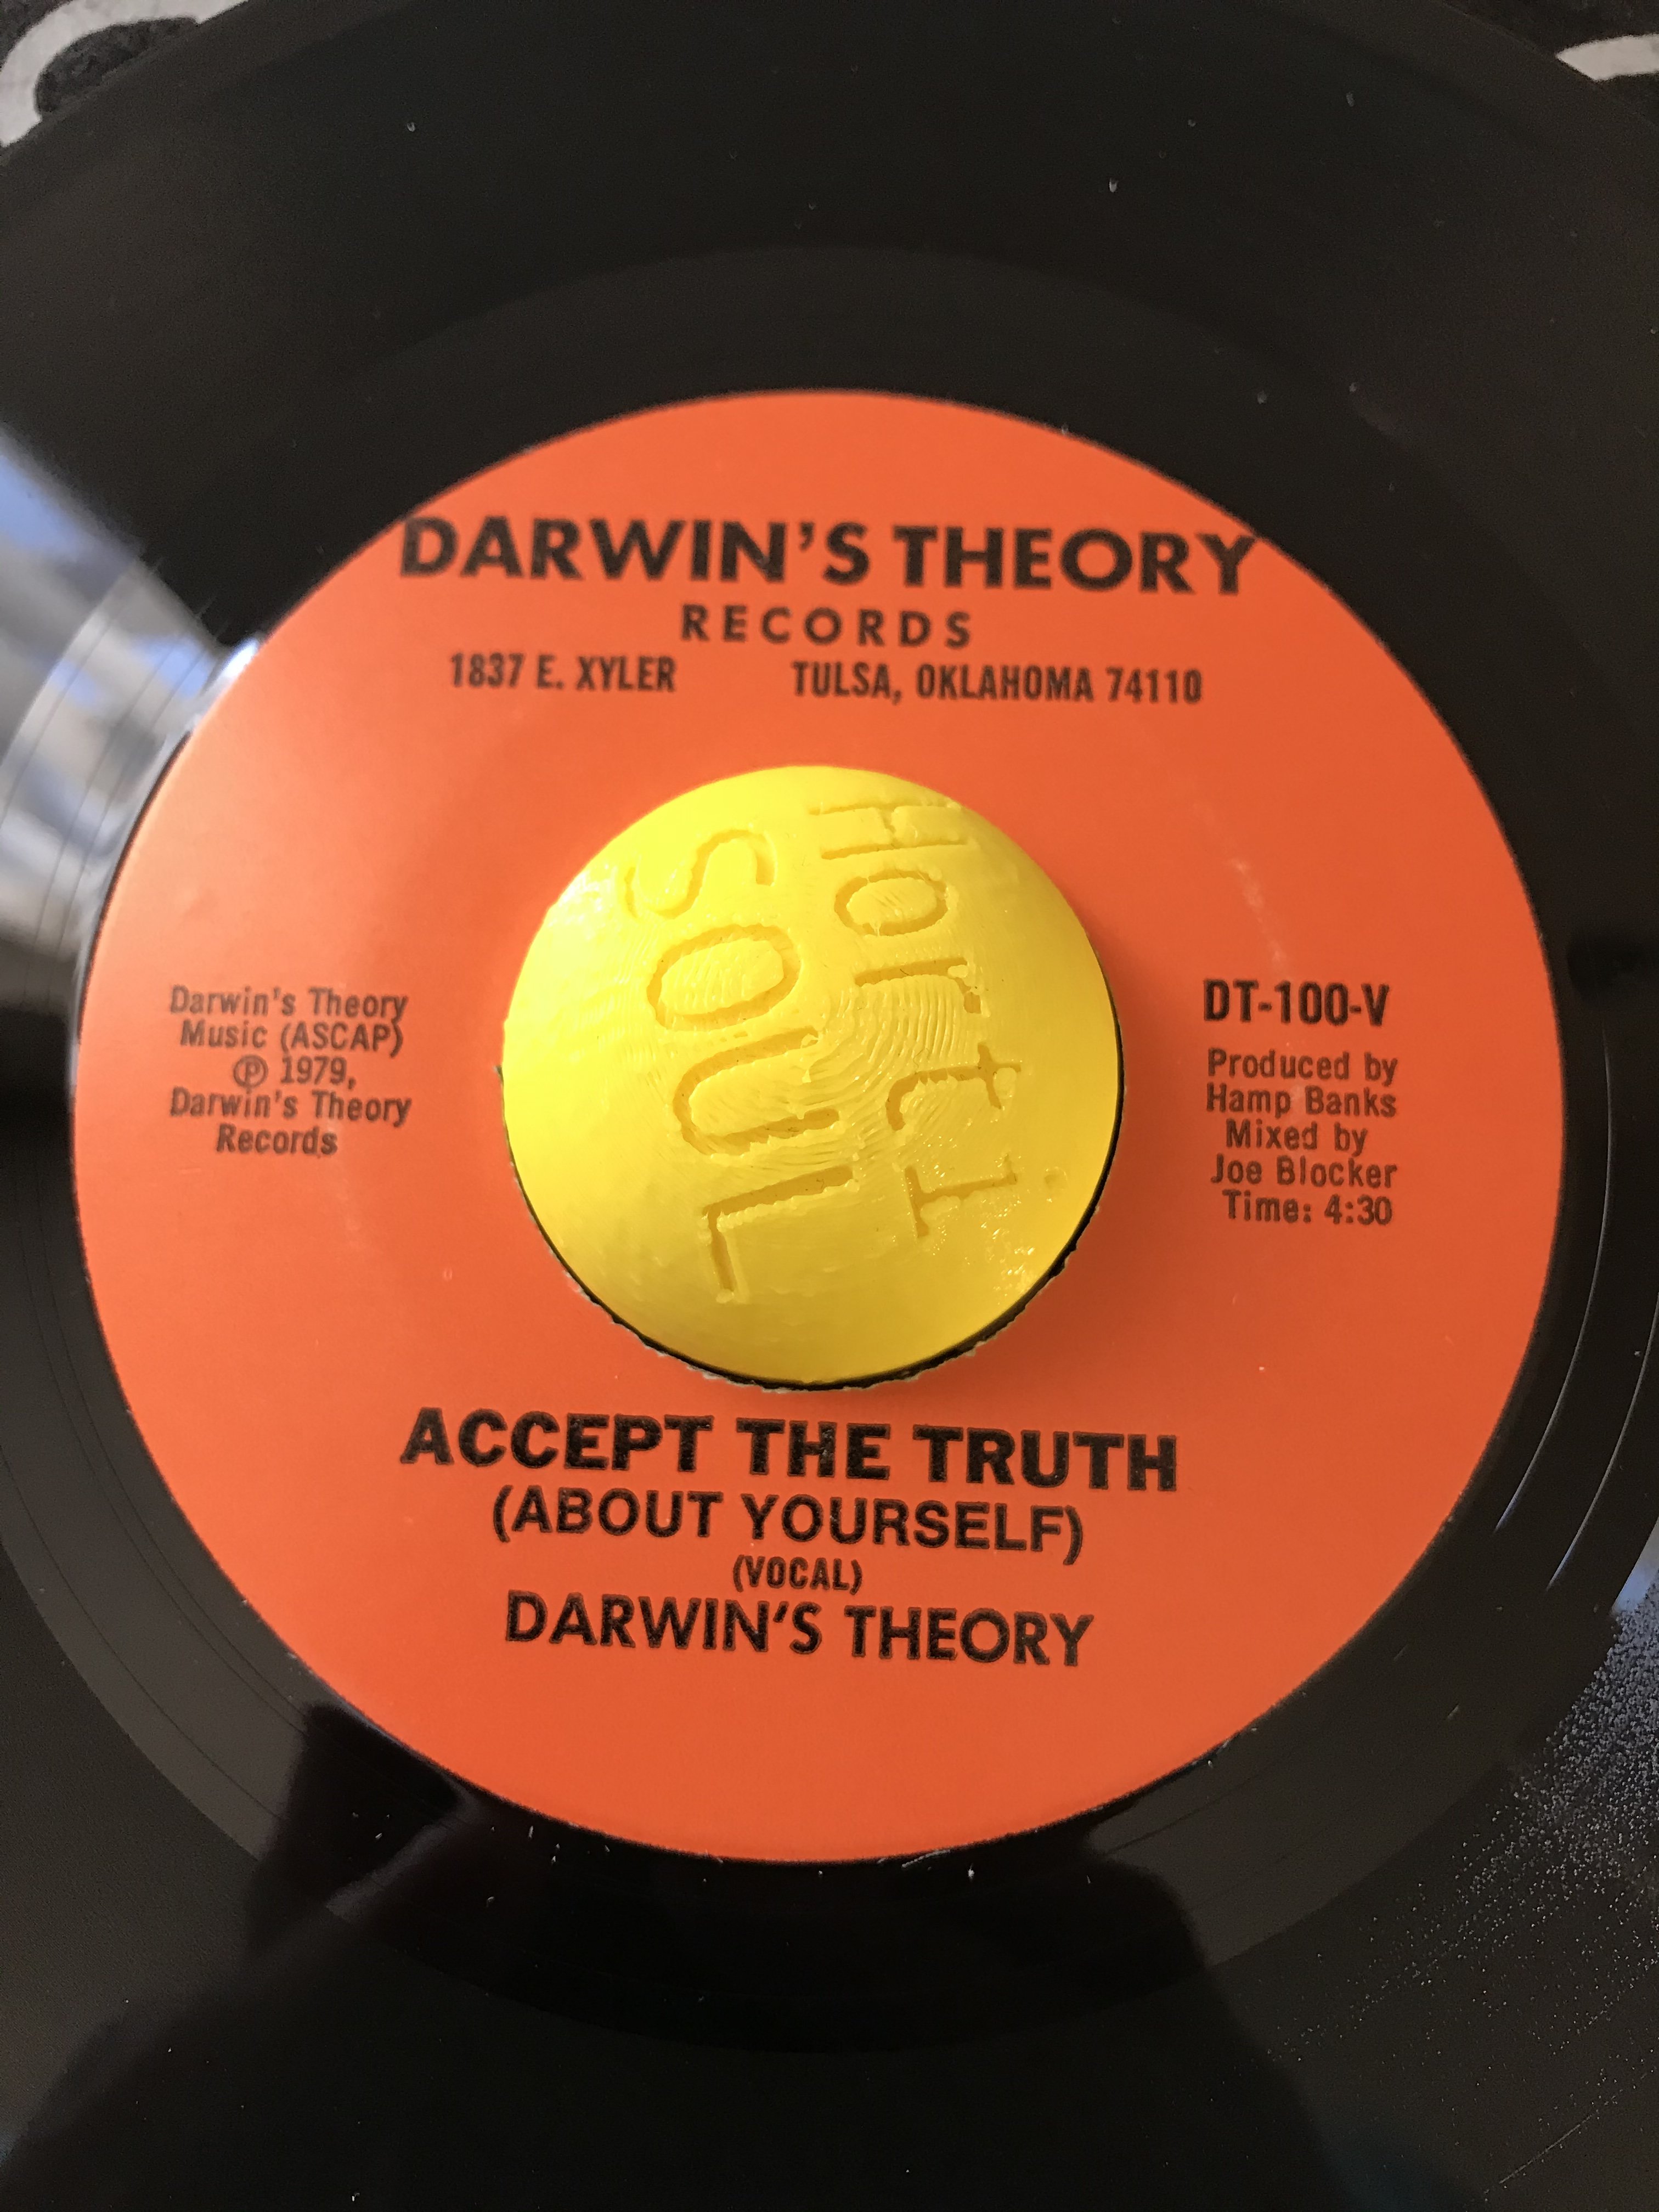 DARWIN'S THEORY
RECORDS
1837 E. XYLER TULSA, OKLAHOMA 74110
Darwin's Theory
Music (ASCAP)
℗ 1979,
Darwin's Theory
Records
Hortti
SOUL
DT-100-V
Produced by
Hamp Banks
Mixed by
Joe Blocker
Time: 4:30
ACCEPT THE TRUTH
(ABOUT YOURSELF)
(VOCAL)
DARWIN'S THEORY